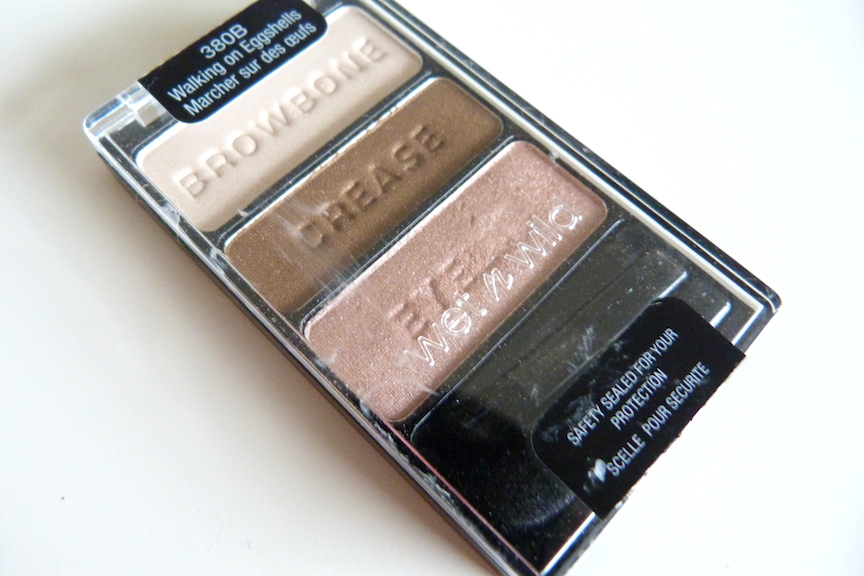 380B
Walking on Eggshells
Marcher sur des œufs
BROWBONE
CREASE
EYE
wet n wild
SAFETY SEALED FOR YOUR
PROTECTION
SCELLE POUR SECURITE